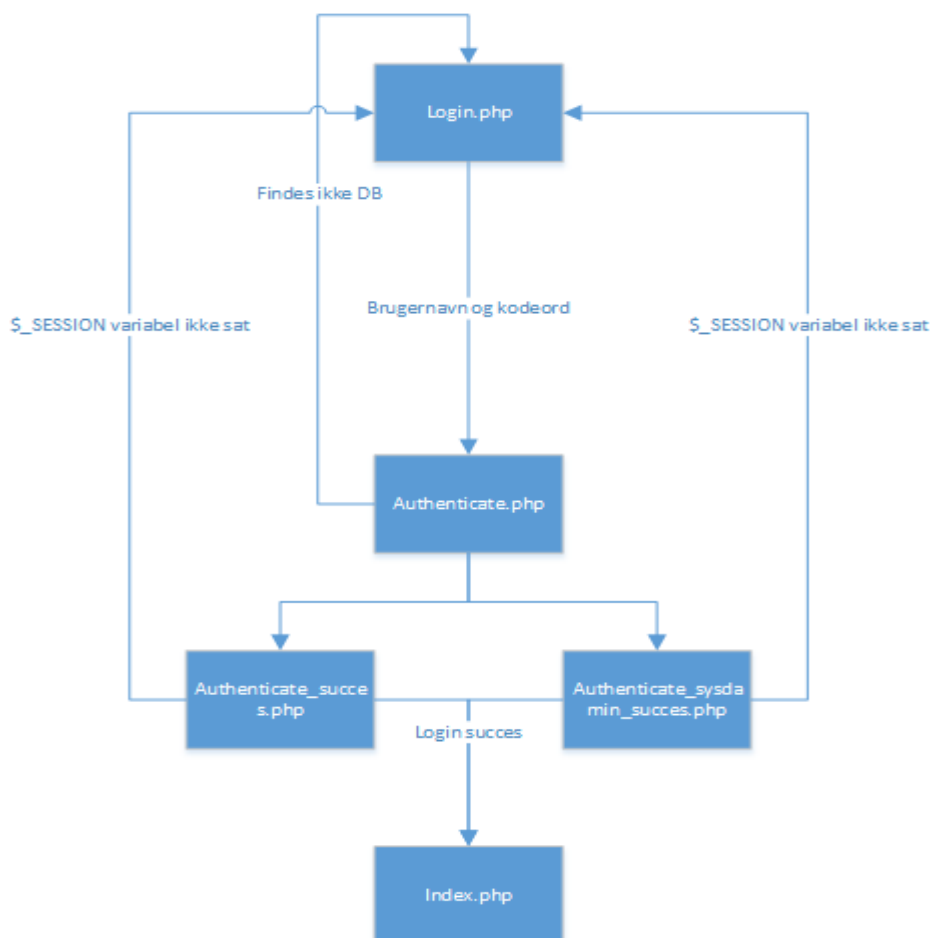 Login.php
Findes ikke DB
Brugernavn og kodeord
$_SESSION variabel ikke sat
$_SESSION variabel ikke sat
Authenticate.php
Authenticate_succe
s.php
Authenticate_sysda
min_succes.php
Login succes
Index.php